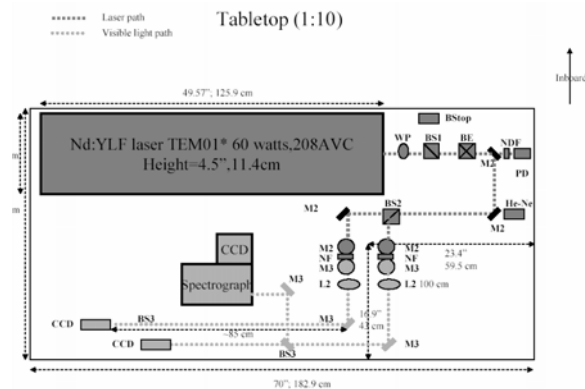 Laser path
Visible light path
Tabletop (1:10)
Inboard
49.57"; 125.9 cm
BStop
Nd:YLF laser TEM01* 60 watts,208AVC
Height=4.5",11.4cm
WP
BS1
BE
M2
NDF
PD
m
m
M2
BS2
He-Ne
M2
M2
NF
M3
M2
NF
M3
23.4"
59.5 cm
CCD
Spectrograph
M3
L2
L2
100 cm
CCD
BS3
M3
16.9"
43 cm
~85 cm
CCD
BS3
M3
70"; 182.9 cm